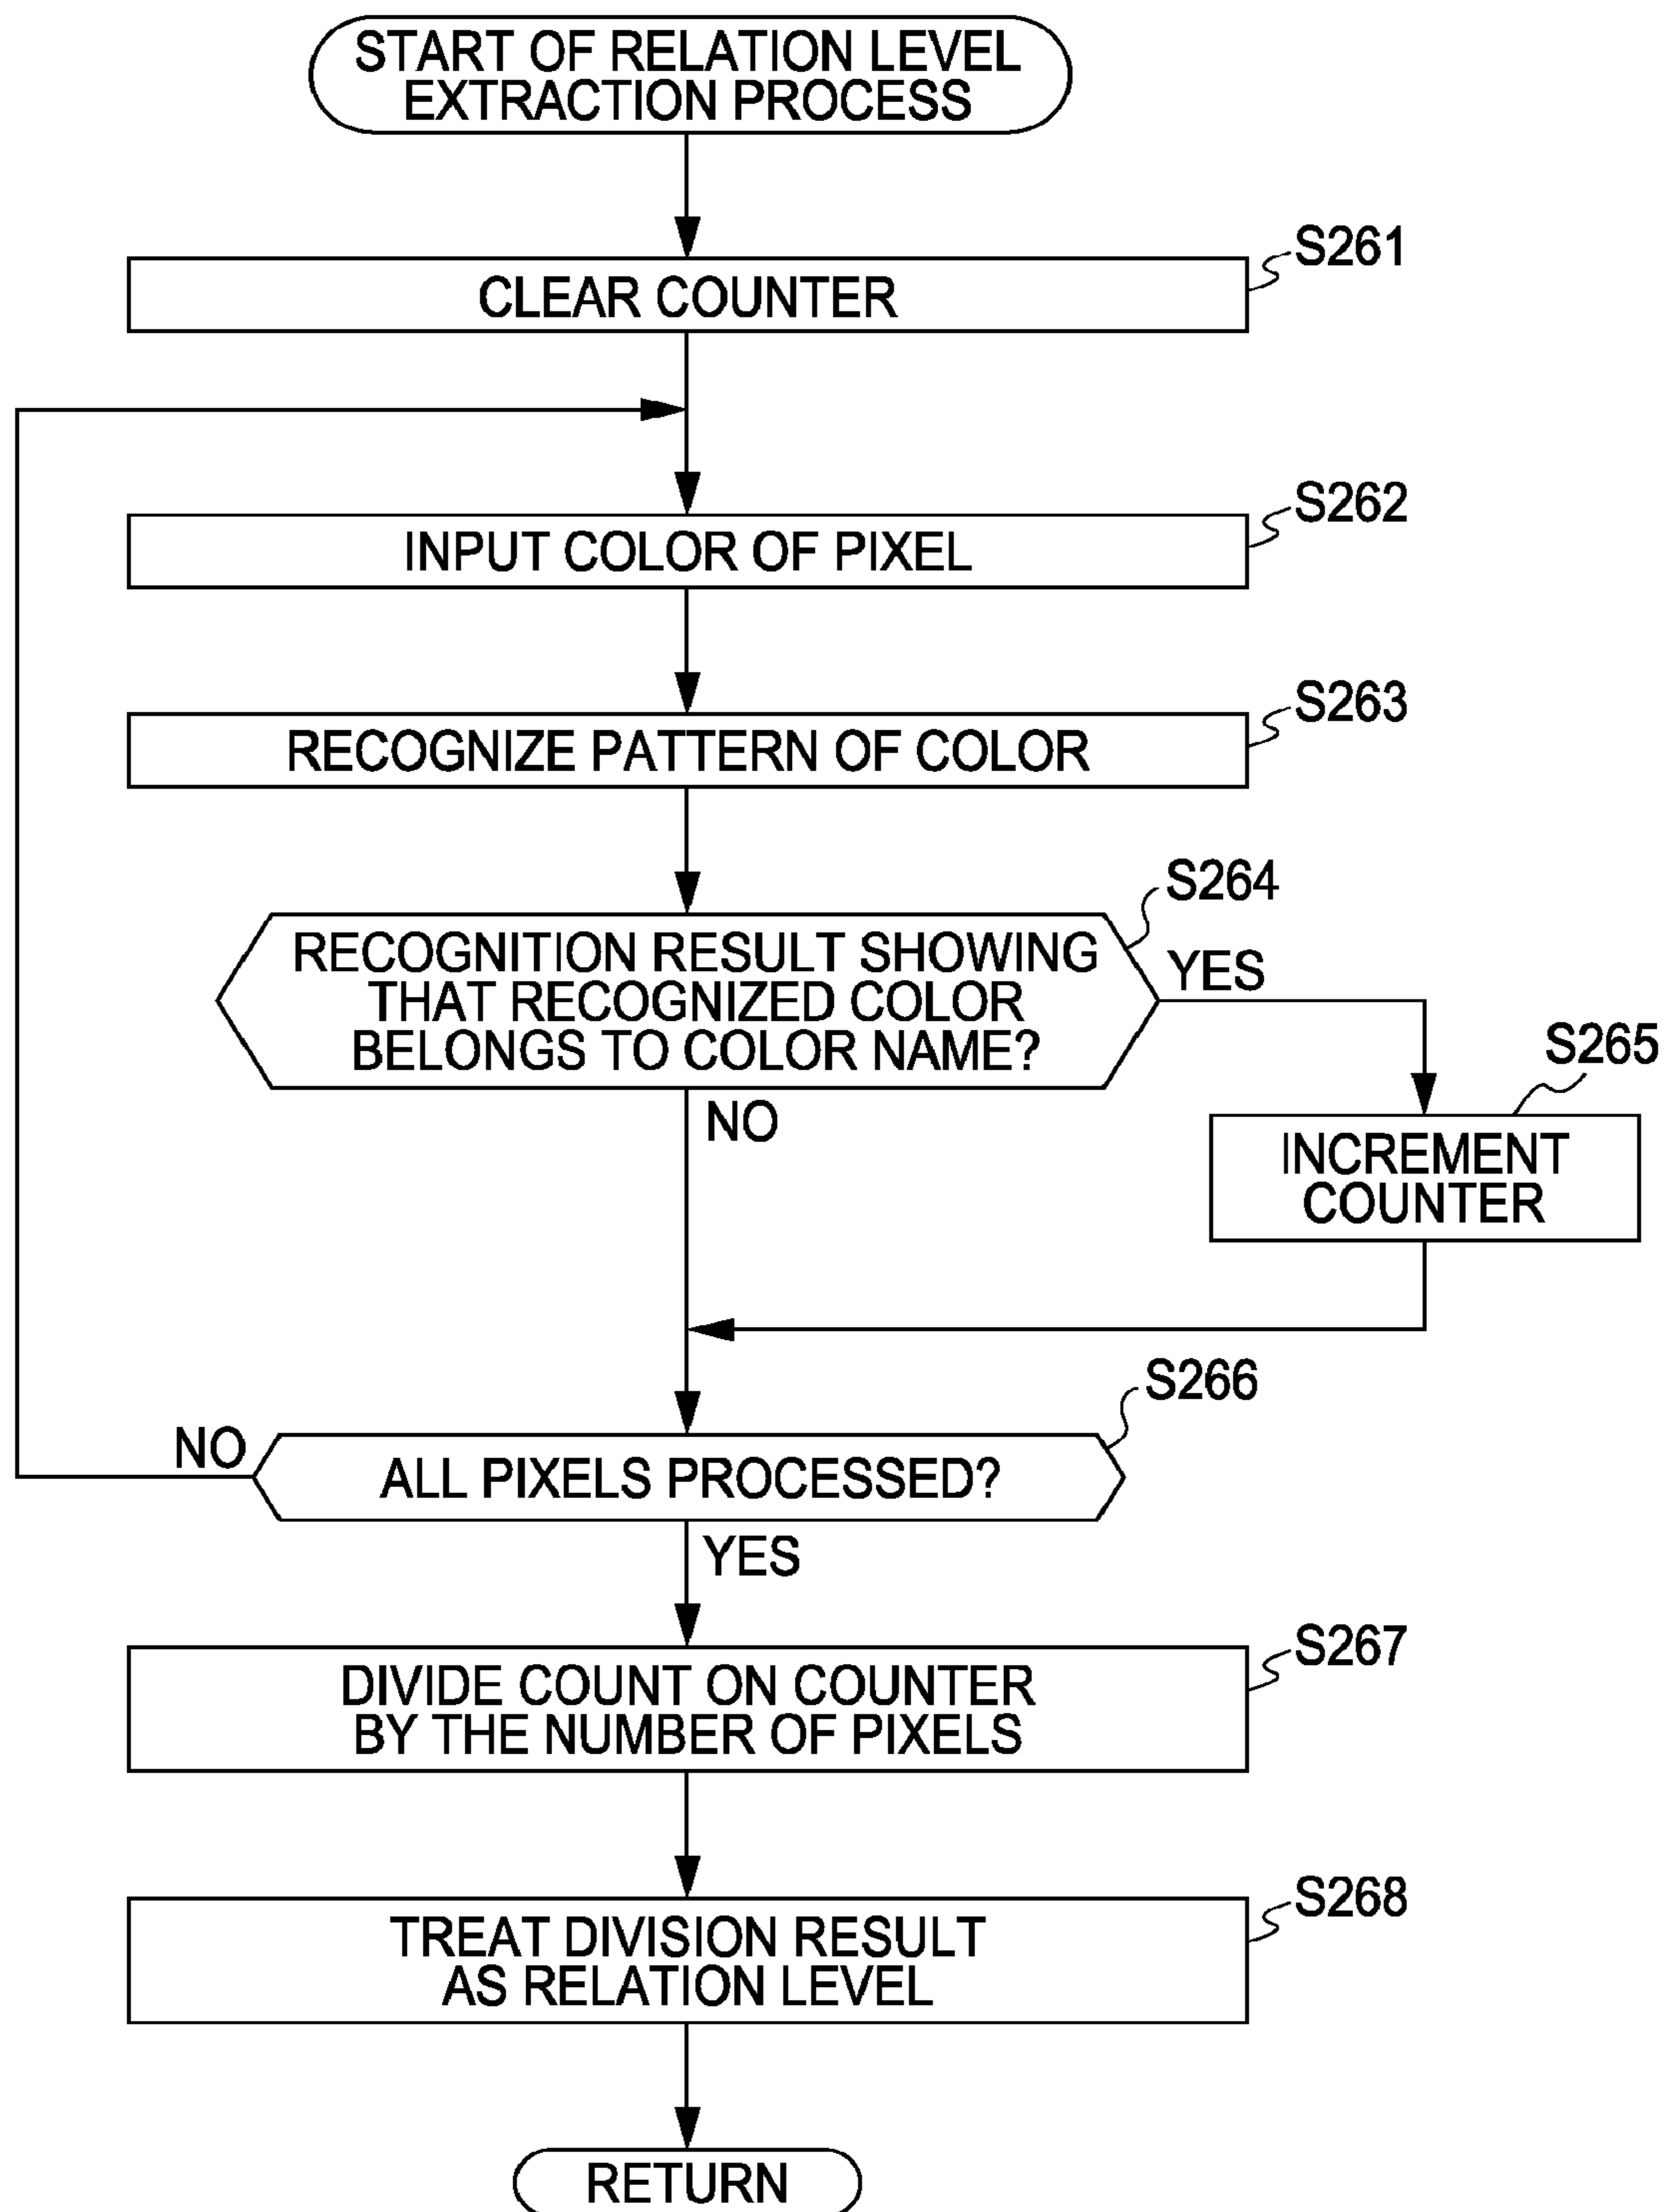 START OF RELATION LEVEL
EXTRACTION PROCESS
S261
CLEAR COUNTER
S262
INPUT COLOR OF PIXEL
S263
RECOGNIZE PATTERN OF COLOR
S264
RECOGNITION RESULT SHOWING
THAT RECOGNIZED COLOR
BELONGS TO COLOR NAME?
YES
NO
S265
INCREMENT
COUNTER
S266
NO
ALL PIXELS PROCESSED?
YES
S267
DIVIDE COUNT ON COUNTER
BY THE NUMBER OF PIXELS
S268
TREAT DIVISION RESULT
AS RELATION LEVEL
RETURN